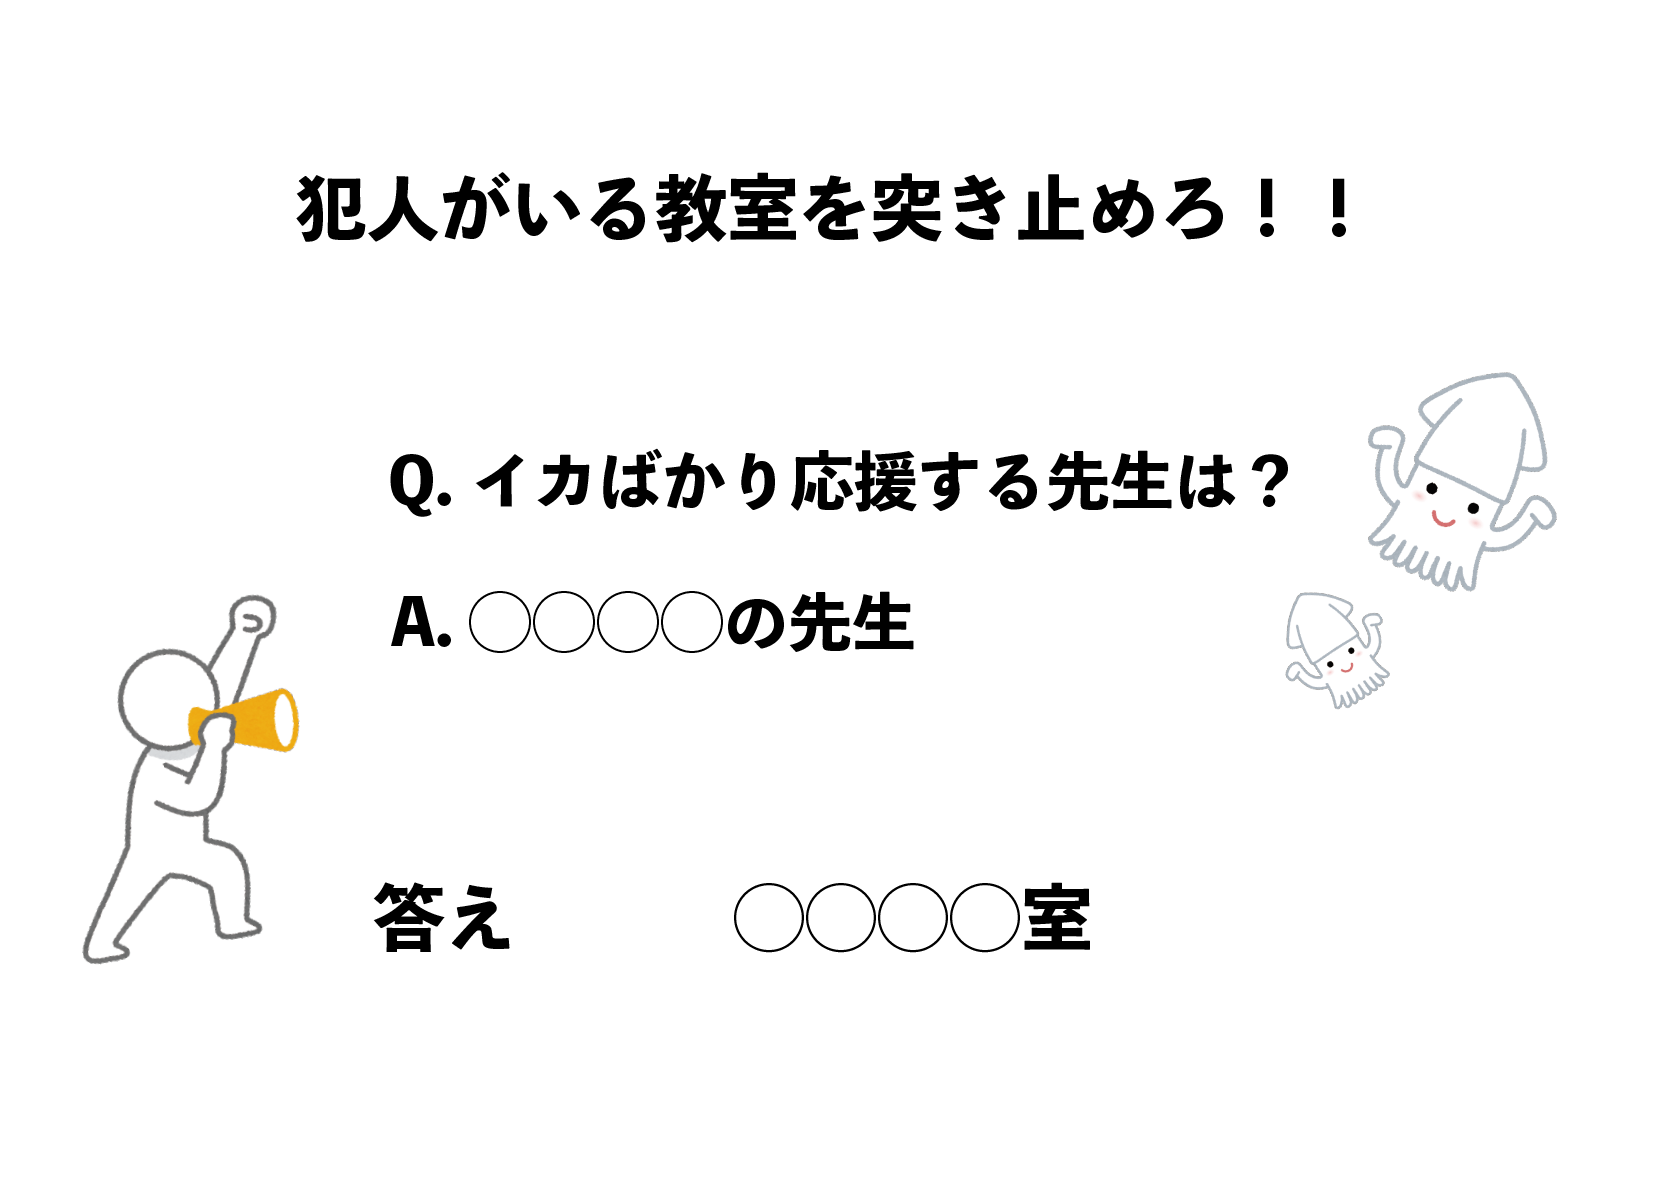 犯人がいる教室を突き止めろ！！
Q. イカばかり応援する先生は？
A. ◯◯◯◯の先生
答え　　　◯◯◯◯室